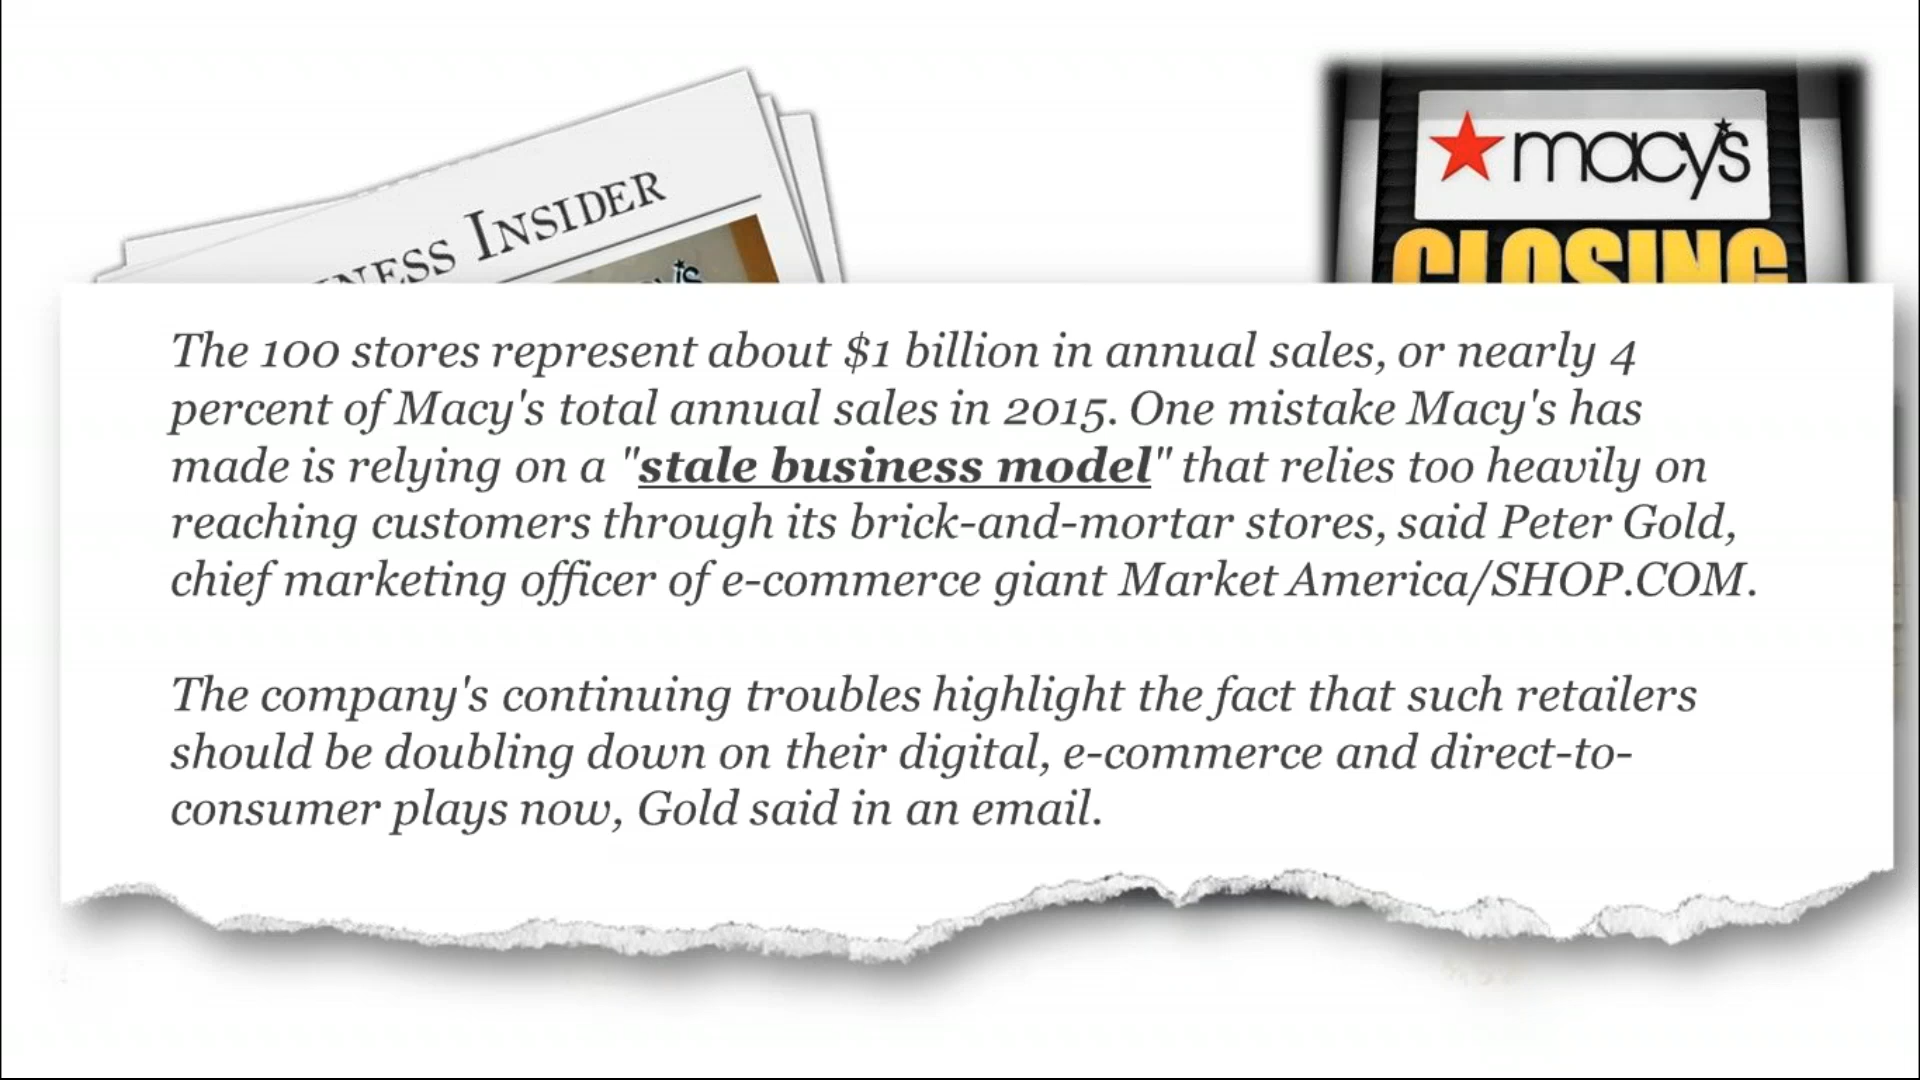 INESS INSIDER
macy's
CLOSING
The 100 stores represent about $1 billion in annual sales, or nearly 4
percent of Macy's total annual sales in 2015. One mistake Macy's has
made is relying on a "stale business model" that relies too heavily on
reaching customers through its brick-and-mortar stores, said Peter Gold,
chief marketing officer of e-commerce giant Market America/SHOP.COM.
The company's continuing troubles highlight the fact that such retailers
should be doubling down on their digital, e-commerce and direct-to-
consumer plays now, Gold said in an email.